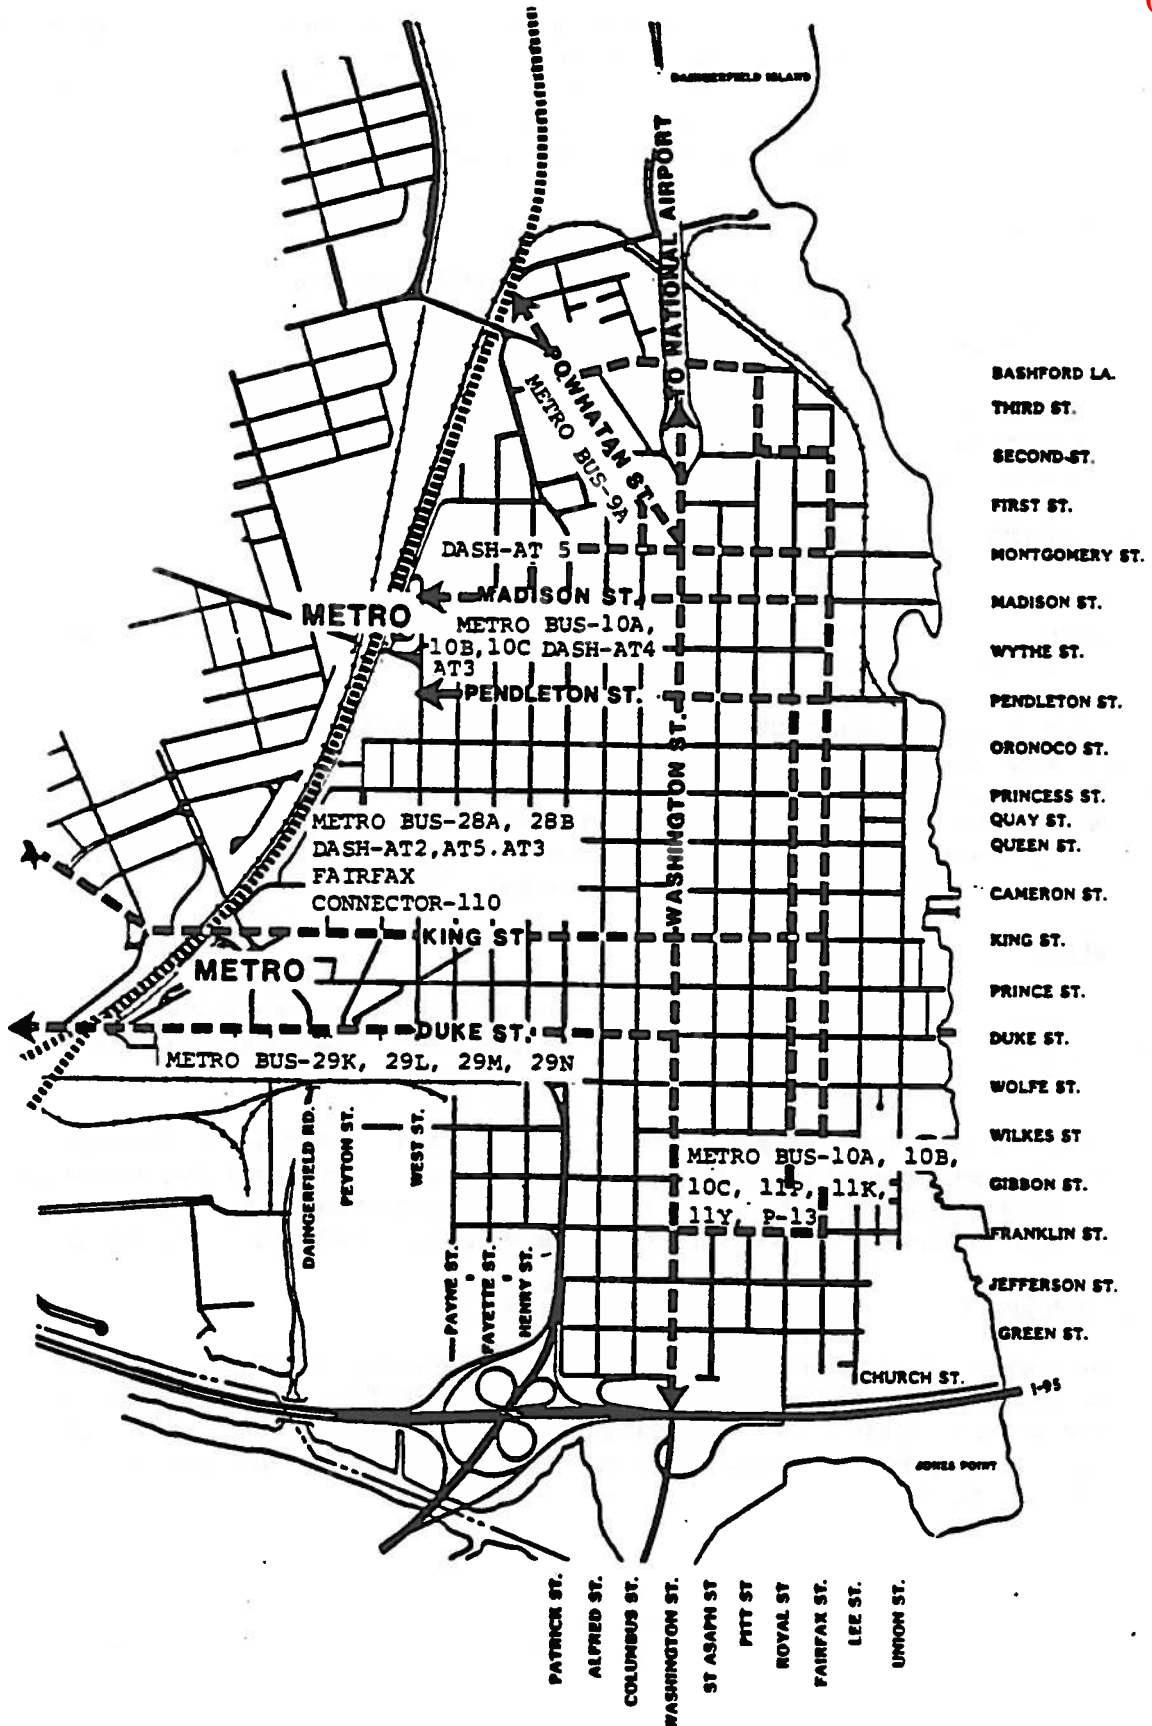 DAINGERFIELD ISLAND
TO NATIONAL AIRPORT
POWHATAN ST.
METRO BUS-9A
BASHFORD LA.
THIRD ST.
SECOND ST.
FIRST ST.
DASH-AT 5
MONTGOMERY ST.
MADISON ST.
MADISON ST.
METRO
METRO BUS-10A,
10B,10C DASH-AT4
AT3
WYTHE ST.
PENDLETON ST.
PENDLETON ST.
ORONOCO ST.
WASHINGTON ST.
PRINCESS ST.
METRO BUS-28A, 28B
QUAY ST.
DASH-AT2,AT5.AT3
QUEEN ST.
FAIRFAX
CONNECTOR-110
CAMERON ST.
KING ST
KING ST.
METRO
PRINCE ST.
DUKE ST.
DUKE ST.
METRO BUS-29K, 29L, 29M, 29N
WOLFE ST.
WILKES ST
METRO BUS-10A, 10B,
10C, 11P, 11K,
11Y, P-13
GIBBON ST.
FRANKLIN ST.
DAINGERFIELD RD.
PEYTON ST.
WEST ST.
PAYNE ST.
FAYETTE ST.
HENRY ST.
JEFFERSON ST.
GREEN ST.
CHURCH ST.
I-95
JONES POINT
PATRICK ST.
ALFRED ST.
COLUMBUS ST.
WASHINGTON ST.
ST ASAPH ST
PITT ST
ROYAL ST
FAIRFAX ST.
LEE ST.
UNION ST.